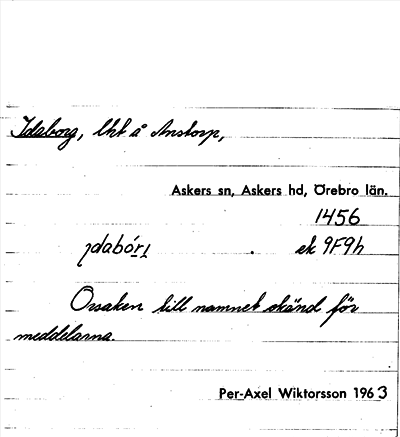 Idaborg, lht å Anstorp,
Askers sn, Askers hd, Örebro län.
1456
ek 9F9h
Orsaken till namnet okänd för
meddelarna.
Per-Axel Wiktorsson 1963